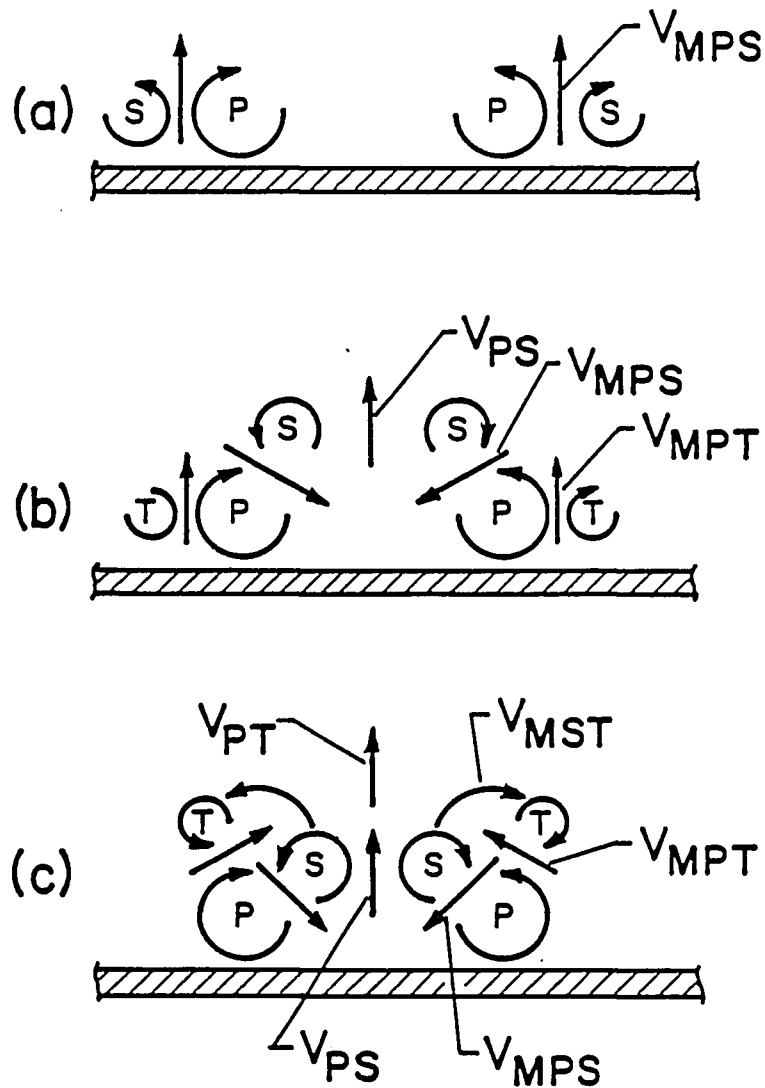 V_MPS
(a) S P P S
V_PS
V_MPS
S S
V_MPT
(b) T P P T
V_PT V_MST
T T
(c) S S V_MPT
P P
V_PS V_MPS